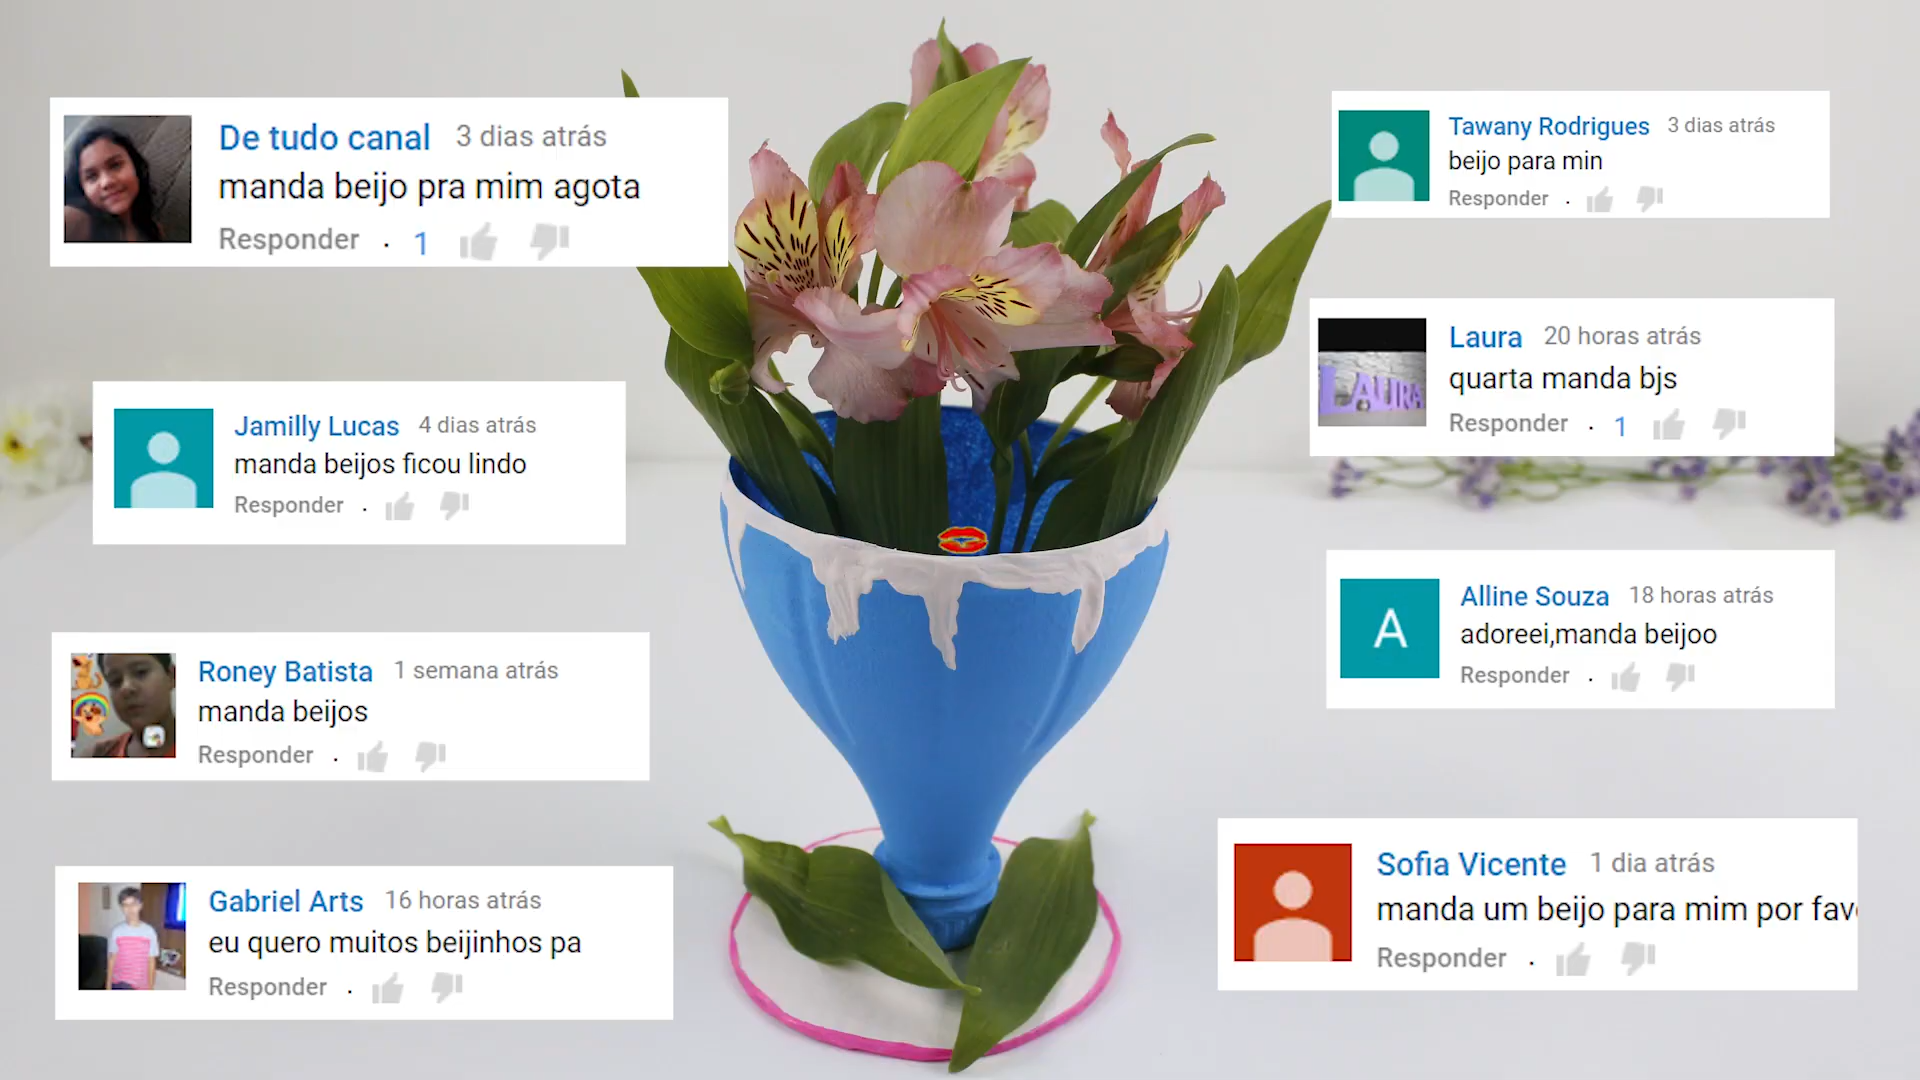 De tudo canal 3 dias atrás
manda beijo pra mim agota
Responder · 1
Jamilly Lucas 4 dias atrás
manda beijos ficou lindo
Responder ·
Roney Batista 1 semana atrás
manda beijos
Responder ·
Gabriel Arts 16 horas atrás
eu quero muitos beijinhos pa
Responder ·
Tawany Rodrigues 3 dias atrás
beijo para min
Responder ·
LAURA
Laura 20 horas atrás
quarta manda bjs
Responder · 1
A
Alline Souza 18 horas atrás
adoreei,manda beijoo
Responder ·
Sofia Vicente 1 dia atrás
manda um beijo para mim por fav
Responder ·